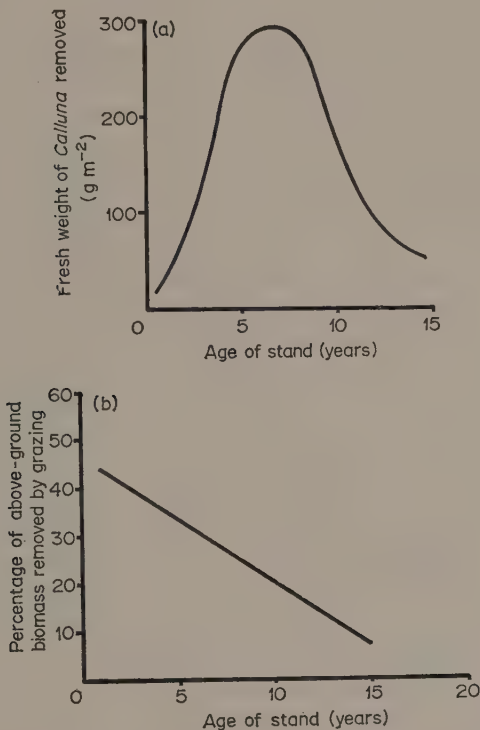 (a)
Fresh weight of Calluna removed
(g m⁻²)
300
200
100
0 5 10 15
Age of stand (years)
(b)
Percentage of above-ground
biomass removed by grazing
60
50
40
30
20
10
0 5 10 15 20
Age of stand (years)